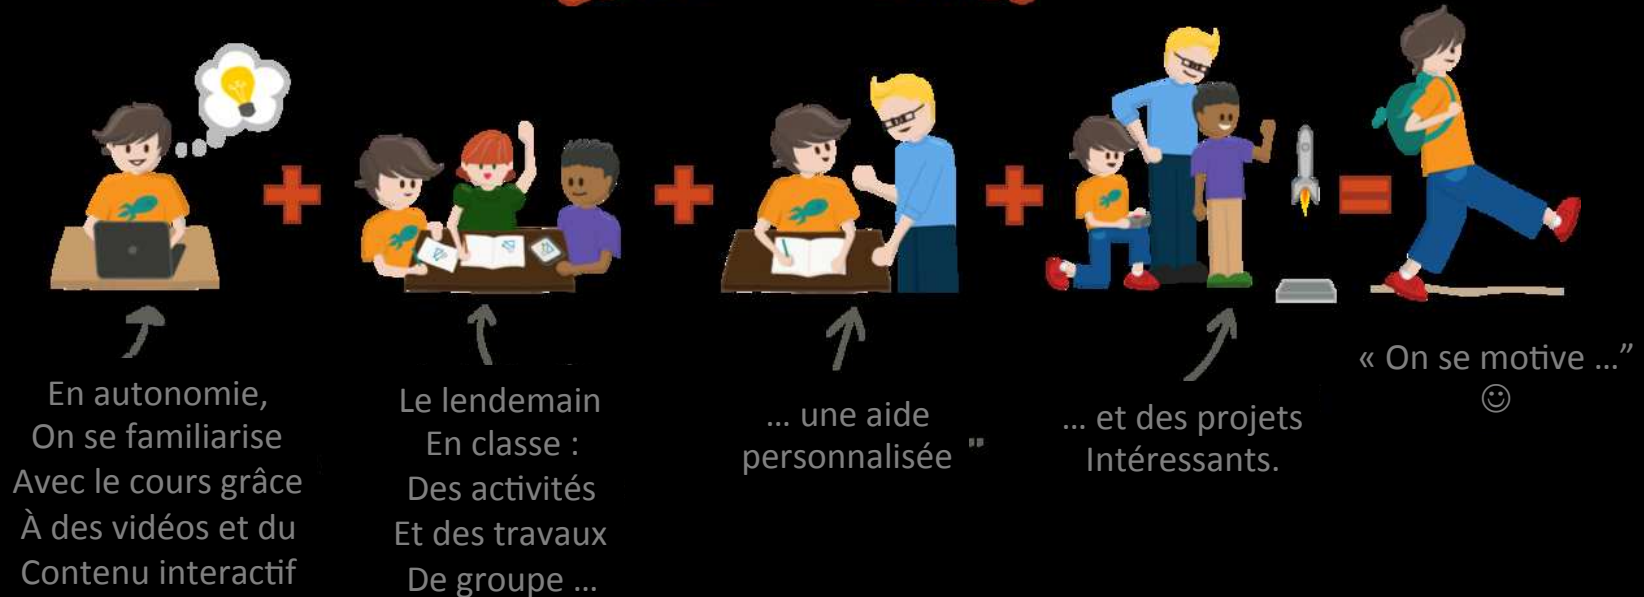 En autonomie,
On se familiarise
Avec le cours grâce
À des vidéos et du
Contenu interactif
Le lendemain
En classe :
Des activités
Et des travaux
De groupe ...
... une aide
personnalisée "
... et des projets
Intéressants.
« On se motive ...”
☺